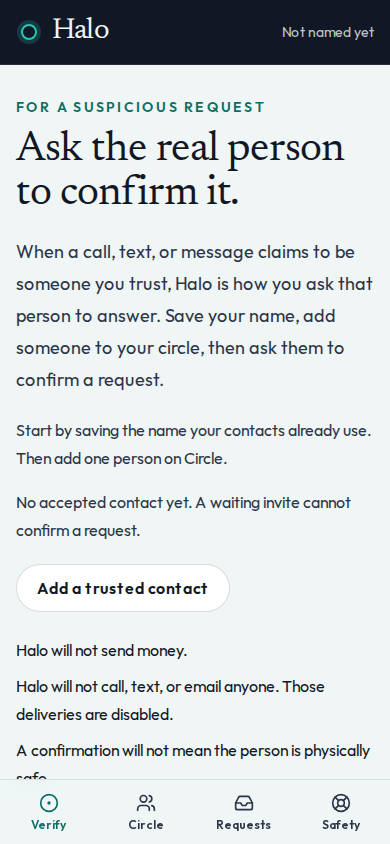 Halo
Not named yet
FOR A SUSPICIOUS REQUEST
Ask the real person
to confirm it.
When a call, text, or message claims to be
someone you trust, Halo is how you ask that
person to answer. Save your name, add
someone to your circle, then ask them to
confirm a request.
Start by saving the name your contacts already use.
Then add one person on Circle.
No accepted contact yet. A waiting invite cannot
confirm a request.
Add a trusted contact
Halo will not send money.
Halo will not call, text, or email anyone. Those
deliveries are disabled.
A confirmation will not mean the person is physically
safe.
Verify
Circle
Requests
Safety